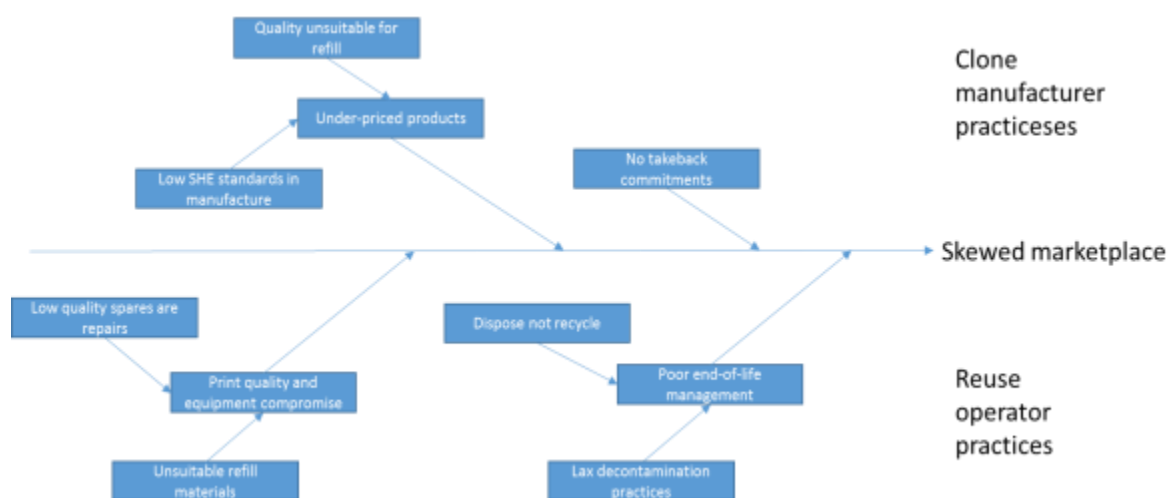 Quality unsuitable for
refill
Clone
manufacturer
practiceses
Under-priced products
No takeback
commitments
Low SHE standards in
manufacture
Skewed marketplace
Low quality spares are
repairs
Dispose not recycle
Print quality and
equipment compromise
Poor end-of-life
management
Reuse
operator
practices
Unsuitable refill
materials
Lax decontamination
practices